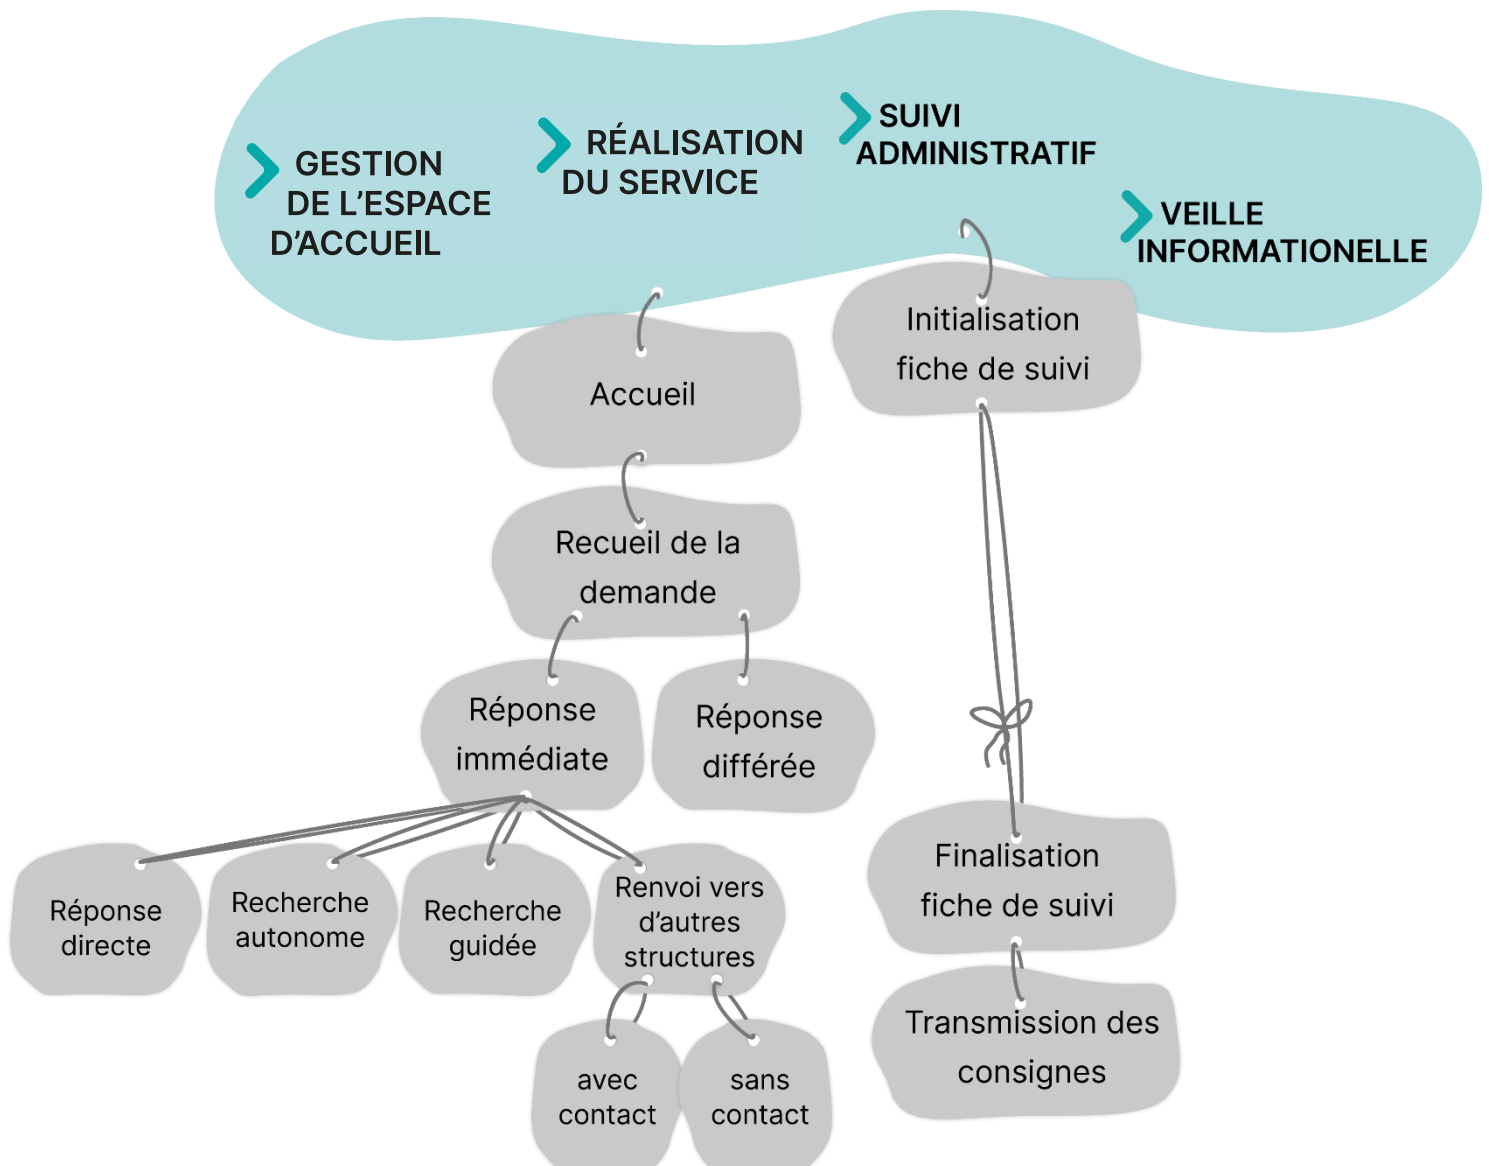 GESTION
DE L’ESPACE
D’ACCUEIL
RÉALISATION
DU SERVICE
SUIVI
ADMINISTRATIF
VEILLE
INFORMATIONELLE
Accueil
Recueil de la
demande
Réponse
immédiate
Réponse
différée
Réponse
directe
Recherche
autonome
Recherche
guidée
Renvoi vers
d’autres
structures
avec
contact
sans
contact
Initialisation
fiche de suivi
Finalisation
fiche de suivi
Transmission des
consignes